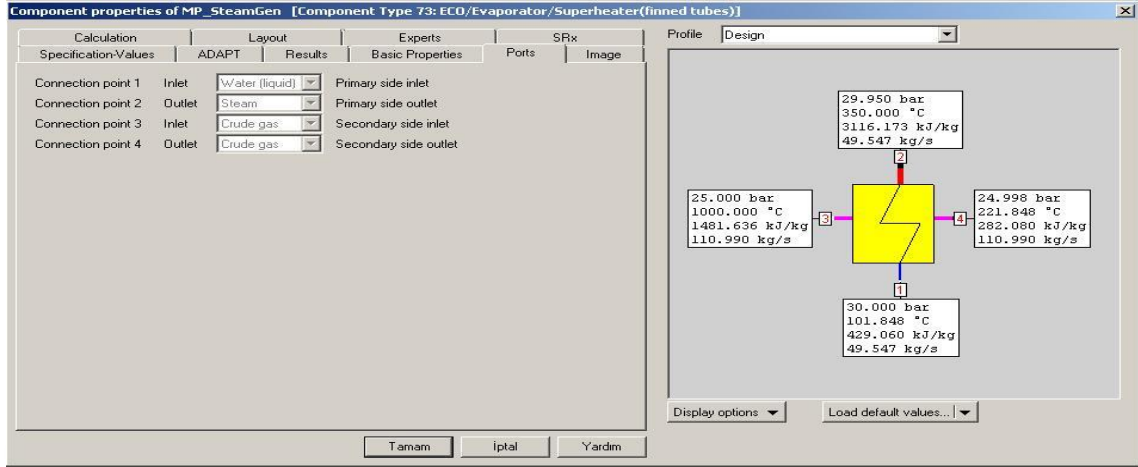 Component properties of MP_SteamGen [Component Type 73: ECO/Evaporator/Superheater(finned tubes)]
Calculation Layout Experts SRx
Specification-Values ADAPT Results Basic Properties Ports Image
Connection point 1 Inlet Water (liquid) Primary side inlet
Connection point 2 Outlet Steam Primary side outlet
Connection point 3 Inlet Crude gas Secondary side inlet
Connection point 4 Outlet Crude gas Secondary side outlet
Tamam İptal Yardım
Profile Design
29.950 bar
350.000 °C
3116.173 kJ/kg
49.547 kg/s
2
25.000 bar
1000.000 °C
1481.636 kJ/kg
110.990 kg/s
3
4
24.998 bar
221.848 °C
282.080 kJ/kg
110.990 kg/s
1
30.000 bar
101.848 °C
429.060 kJ/kg
49.547 kg/s
Display options Load default values...